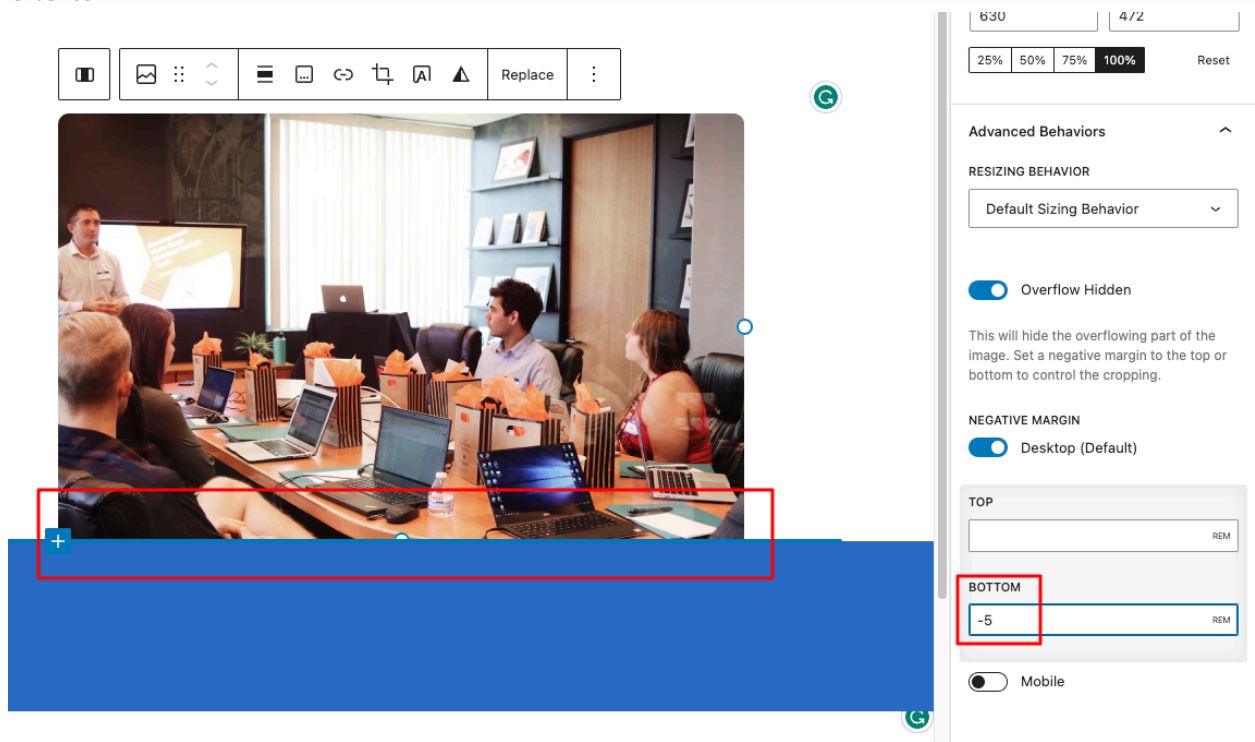 630
472
25%
50%
75%
100%
Reset
Replace
Advanced Behaviors
RESIZING BEHAVIOR
Default Sizing Behavior
Overflow Hidden
This will hide the overflowing part of the
image. Set a negative margin to the top or
bottom to control the cropping.
NEGATIVE MARGIN
Desktop (Default)
TOP
REM
BOTTOM
-5
REM
Mobile